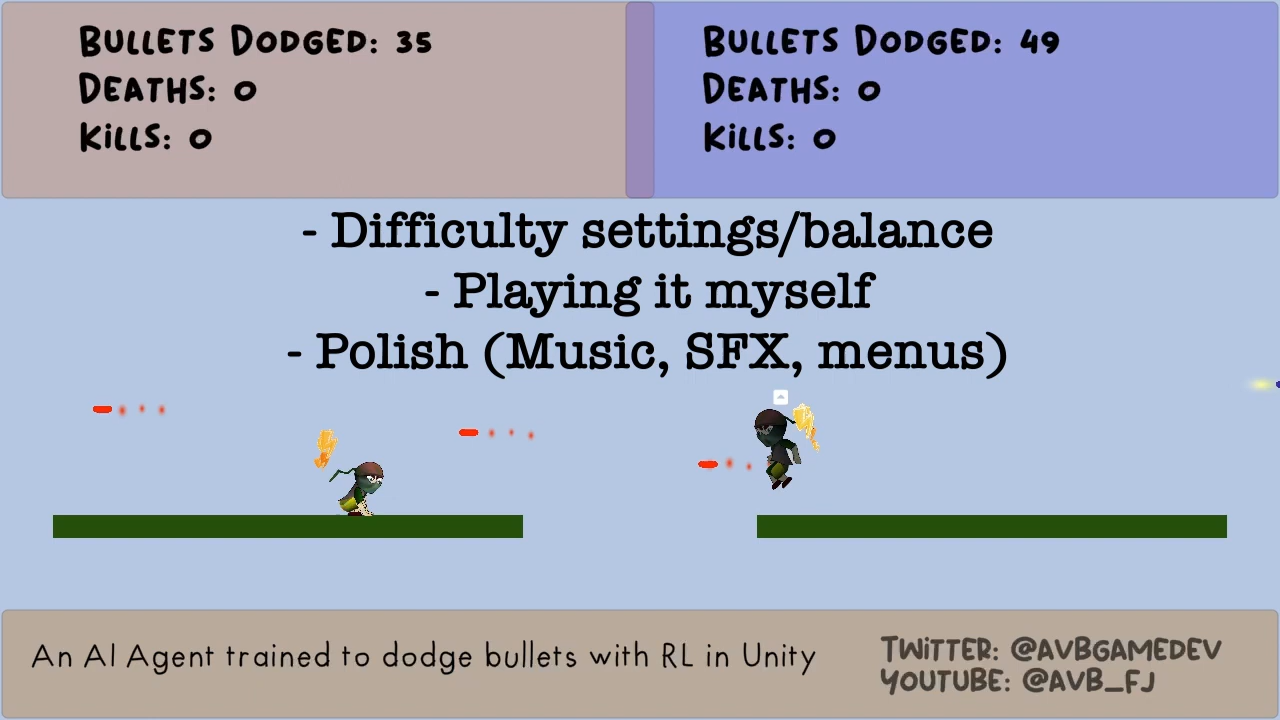 Bullets Dodged: 35
Deaths: 0
Kills: 0
Bullets Dodged: 49
Deaths: 0
Kills: 0
- Difficulty settings/balance
- Playing it myself
- Polish (Music, SFX, menus)
An AI Agent trained to dodge bullets with RL in Unity
Twitter: @AVBGAMEDEV
Youtube: @AVB_FJ